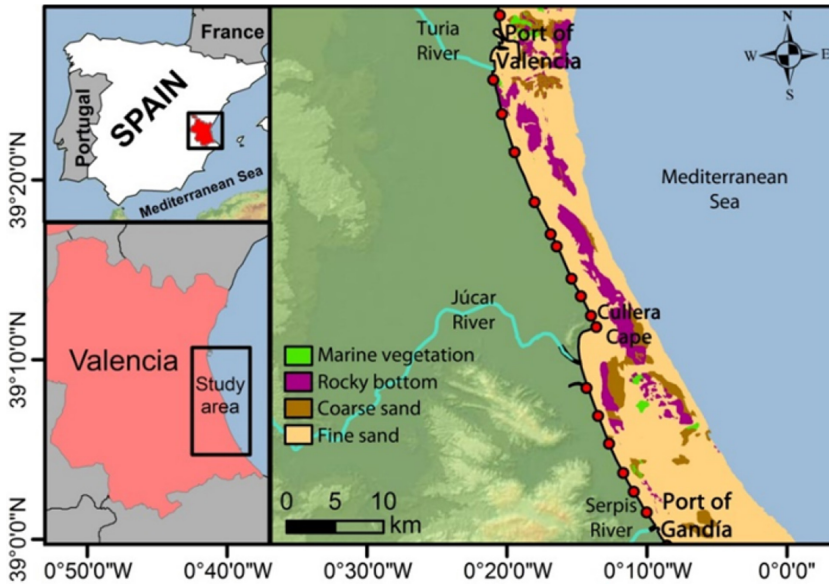 France
Portugal
SPAIN
Mediterranean Sea
Valencia
Study
area
Turia
River
Port of
Valencia
N
W
E
S
Mediterranean
Sea
Júcar
River
Cullera
Cape
Marine vegetation
Rocky bottom
Coarse sand
Fine sand
0
5
10
km
Serpis
River
Port of
Gandía
39°20'0"N
39°10'0"N
39°0'0"N
0°50'0"W
0°40'0"W
0°30'0"W
0°20'0"W
0°10'0"W
0°0'0"